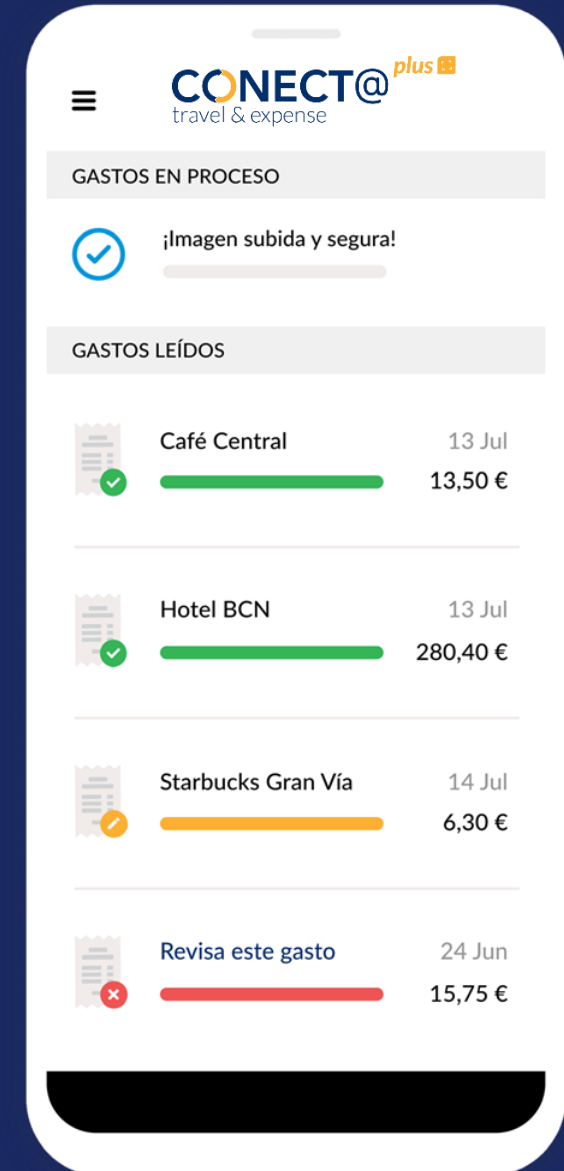 CONECT@ plus
travel & expense
GASTOS EN PROCESO
¡Imagen subida y segura!
GASTOS LEÍDOS
Café Central 13 Jul
13,50 €
Hotel BCN 13 Jul
280,40 €
Starbucks Gran Vía 14 Jul
6,30 €
Revisa este gasto 24 Jun
15,75 €